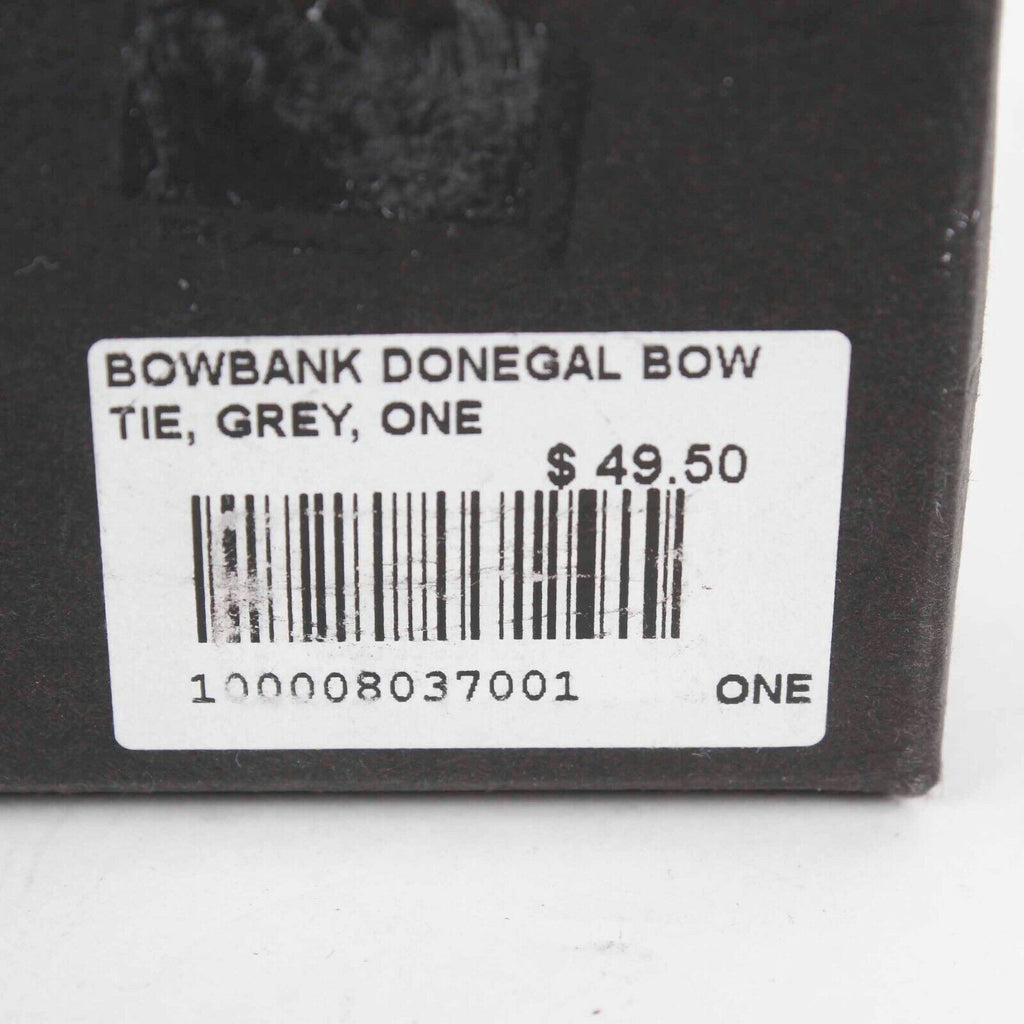 BOWBANK DONEGAL BOW
TIE, GREY, ONE
$ 49.50
100008037001 ONE